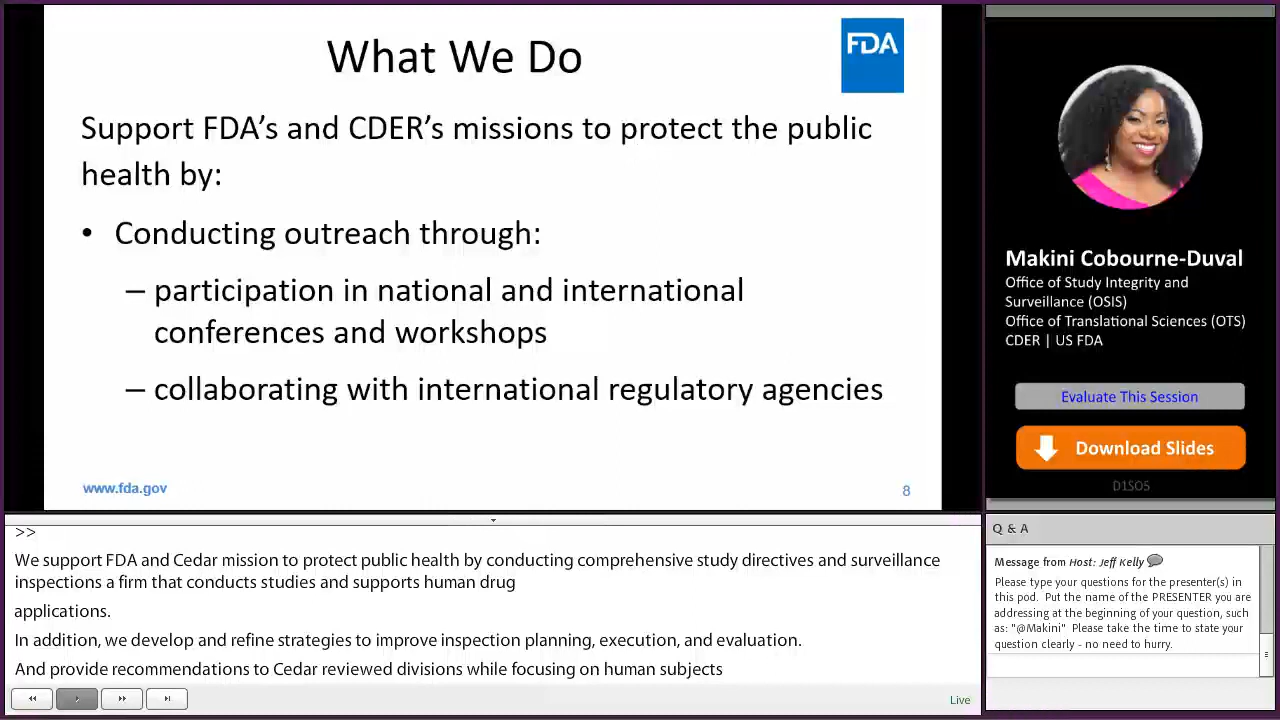 What We Do
FDA
Support FDA's and CDER's missions to protect the public
health by:
• Conducting outreach through:
– participation in national and international
conferences and workshops
– collaborating with international regulatory agencies
www.fda.gov
8
Makini Cobourne-Duval
Office of Study Integrity and
Surveillance (OSIS)
Office of Translational Sciences (OTS)
CDER | US FDA
Evaluate This Session
Download Slides
D1SO5
>>
We support FDA and Cedar mission to protect public health by conducting comprehensive study directives and surveillance
inspections a firm that conducts studies and supports human drug
applications.
In addition, we develop and refine strategies to improve inspection planning, execution, and evaluation.
And provide recommendations to Cedar reviewed divisions while focusing on human subjects
Live
Q & A
Message from Host: Jeff Kelly
Please type your questions for the presenter(s) in
this pod. Put the name of the PRESENTER you are
addressing at the beginning of your question, such
as: "@Makini" Please take the time to state your
question clearly - no need to hurry.